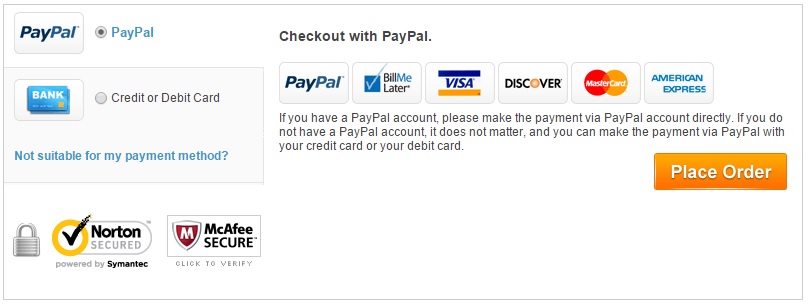 PayPal
PayPal
BANK
Credit or Debit Card
Not suitable for my payment method?
Norton
SECURED
powered by Symantec
McAfee
SECURE
CLICK TO VERIFY
Checkout with PayPal.
PayPal
BillMe
Later
VISA
DISCOVER
MasterCard
AMERICAN
EXPRESS
If you have a PayPal account, please make the payment via PayPal account directly. If you do
not have a PayPal account, it does not matter, and you can make the payment via PayPal with
your credit card or your debit card.
Place Order